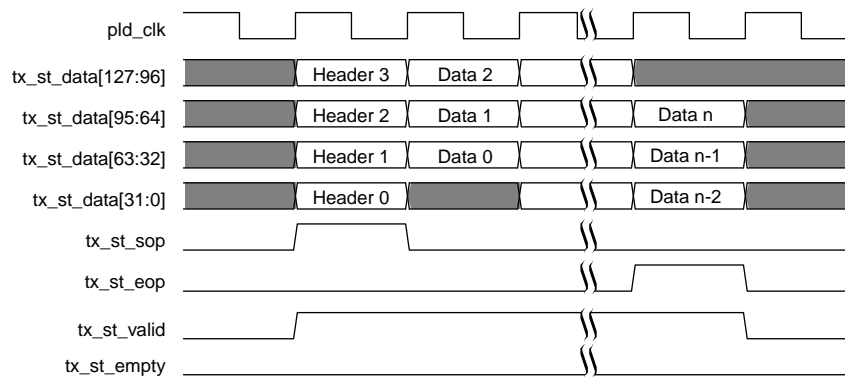 pld_clk
tx_st_data[127:96] Header 3 Data 2
tx_st_data[95:64] Header 2 Data 1 Data n
tx_st_data[63:32] Header 1 Data 0 Data n-1
tx_st_data[31:0] Header 0 Data n-2
tx_st_sop
tx_st_eop
tx_st_valid
tx_st_empty